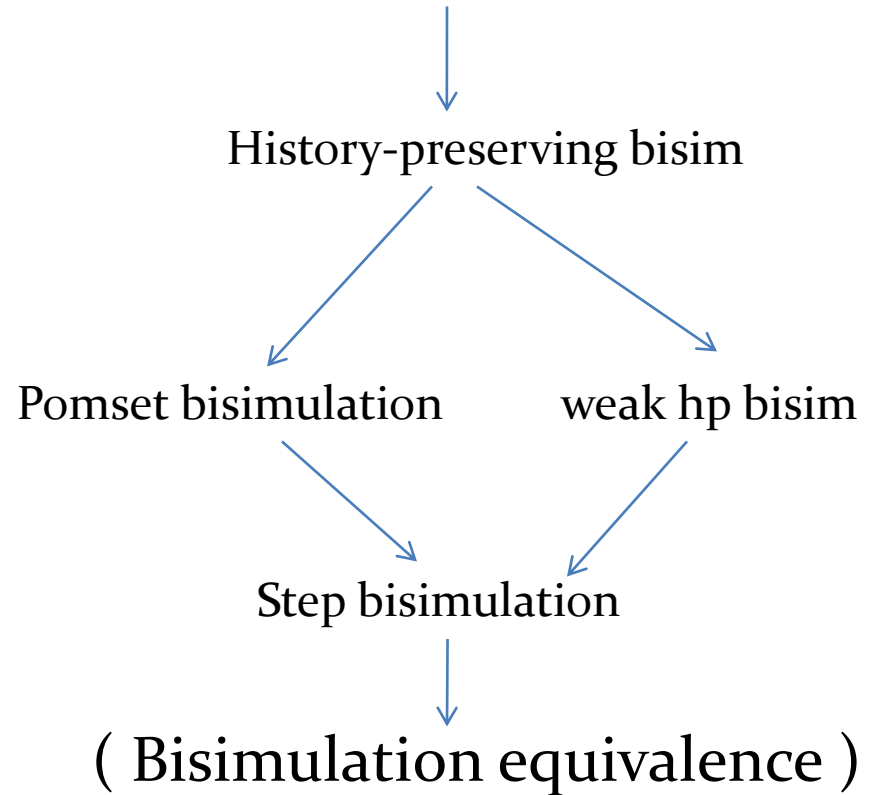 History-preserving bisim
Pomset bisimulation
weak hp bisim
Step bisimulation
( Bisimulation equivalence )